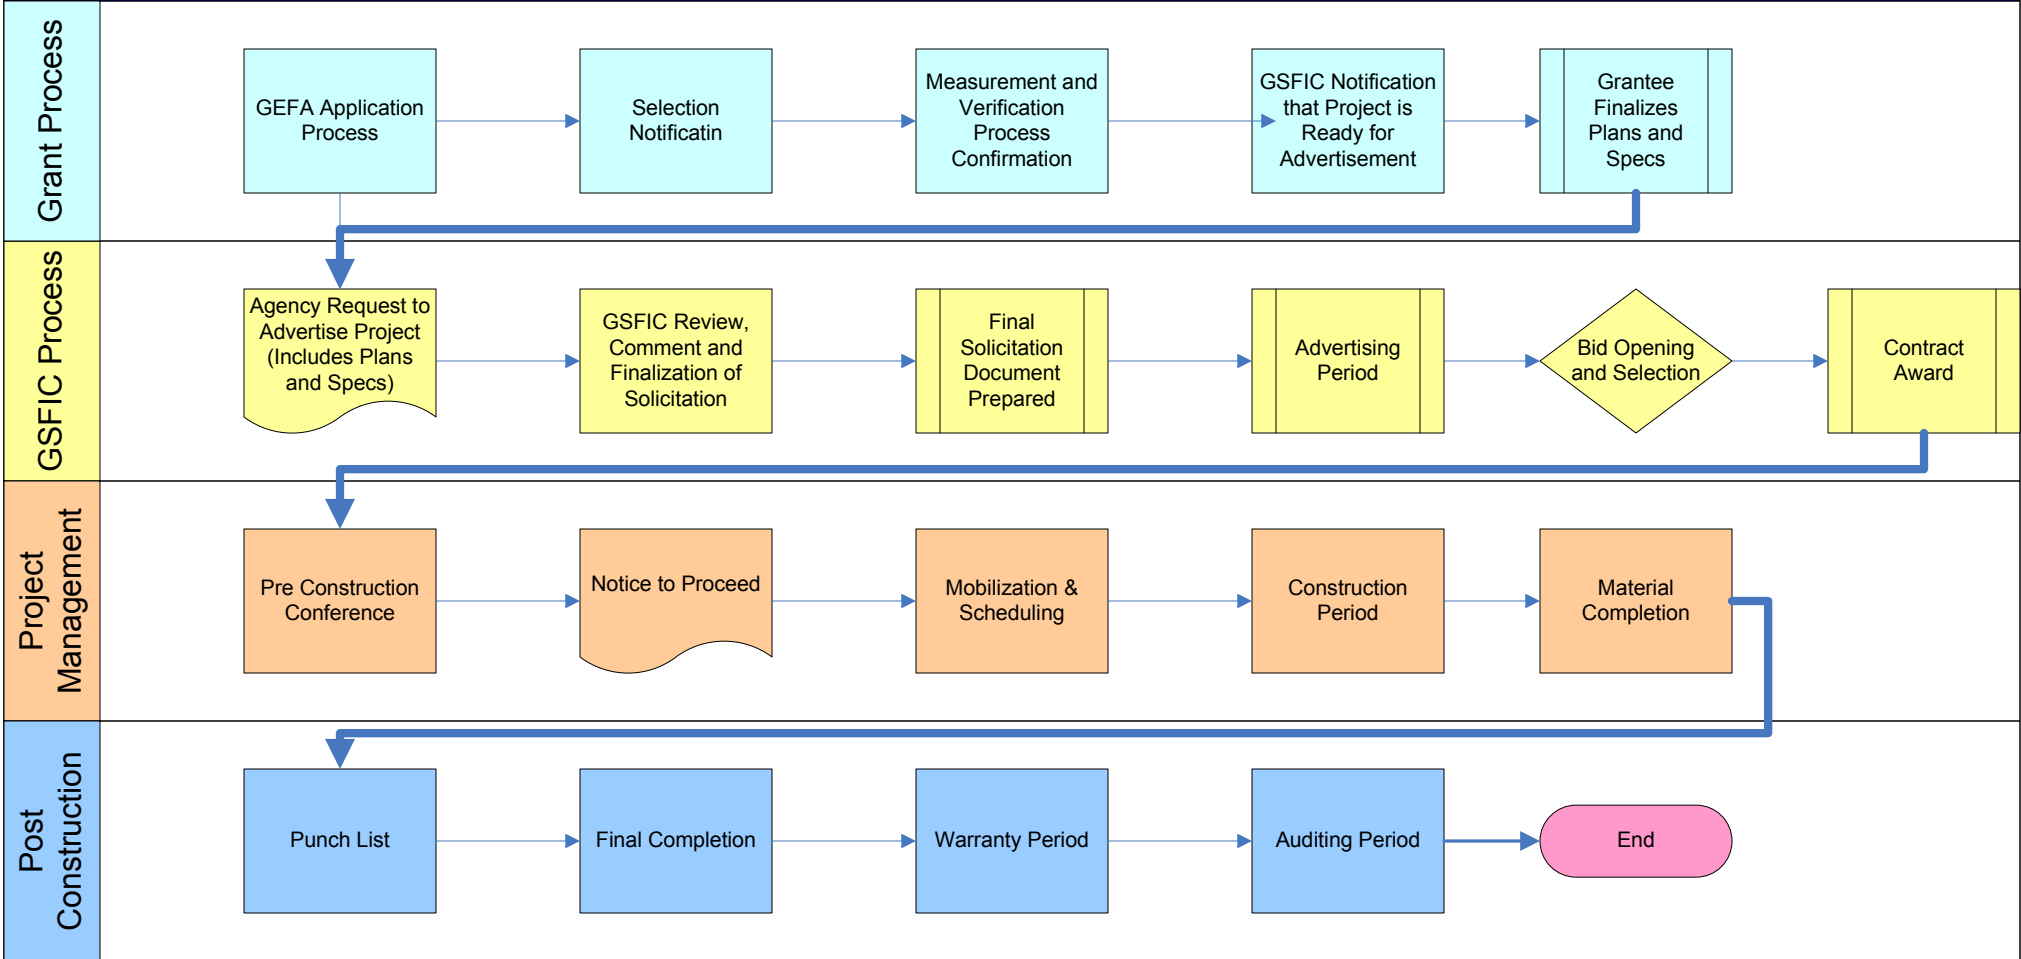 Grant Process
GEFA Application
Process
Selection
Notificatin
Measurement and
Verification
Process
Confirmation
GSFIC Notification
that Project is
Ready for
Advertisement
Grantee
Finalizes
Plans and
Specs
GSFIC Process
Agency Request to
Advertise Project
(Includes Plans
and Specs)
GSFIC Review,
Comment and
Finalization of
Solicitation
Final
Solicitation
Document
Prepared
Advertising
Period
Bid Opening
and Selection
Contract
Award
Project
Management
Pre Construction
Conference
Notice to Proceed
Mobilization &
Scheduling
Construction
Period
Material
Completion
Post
Construction
Punch List
Final Completion
Warranty Period
Auditing Period
End